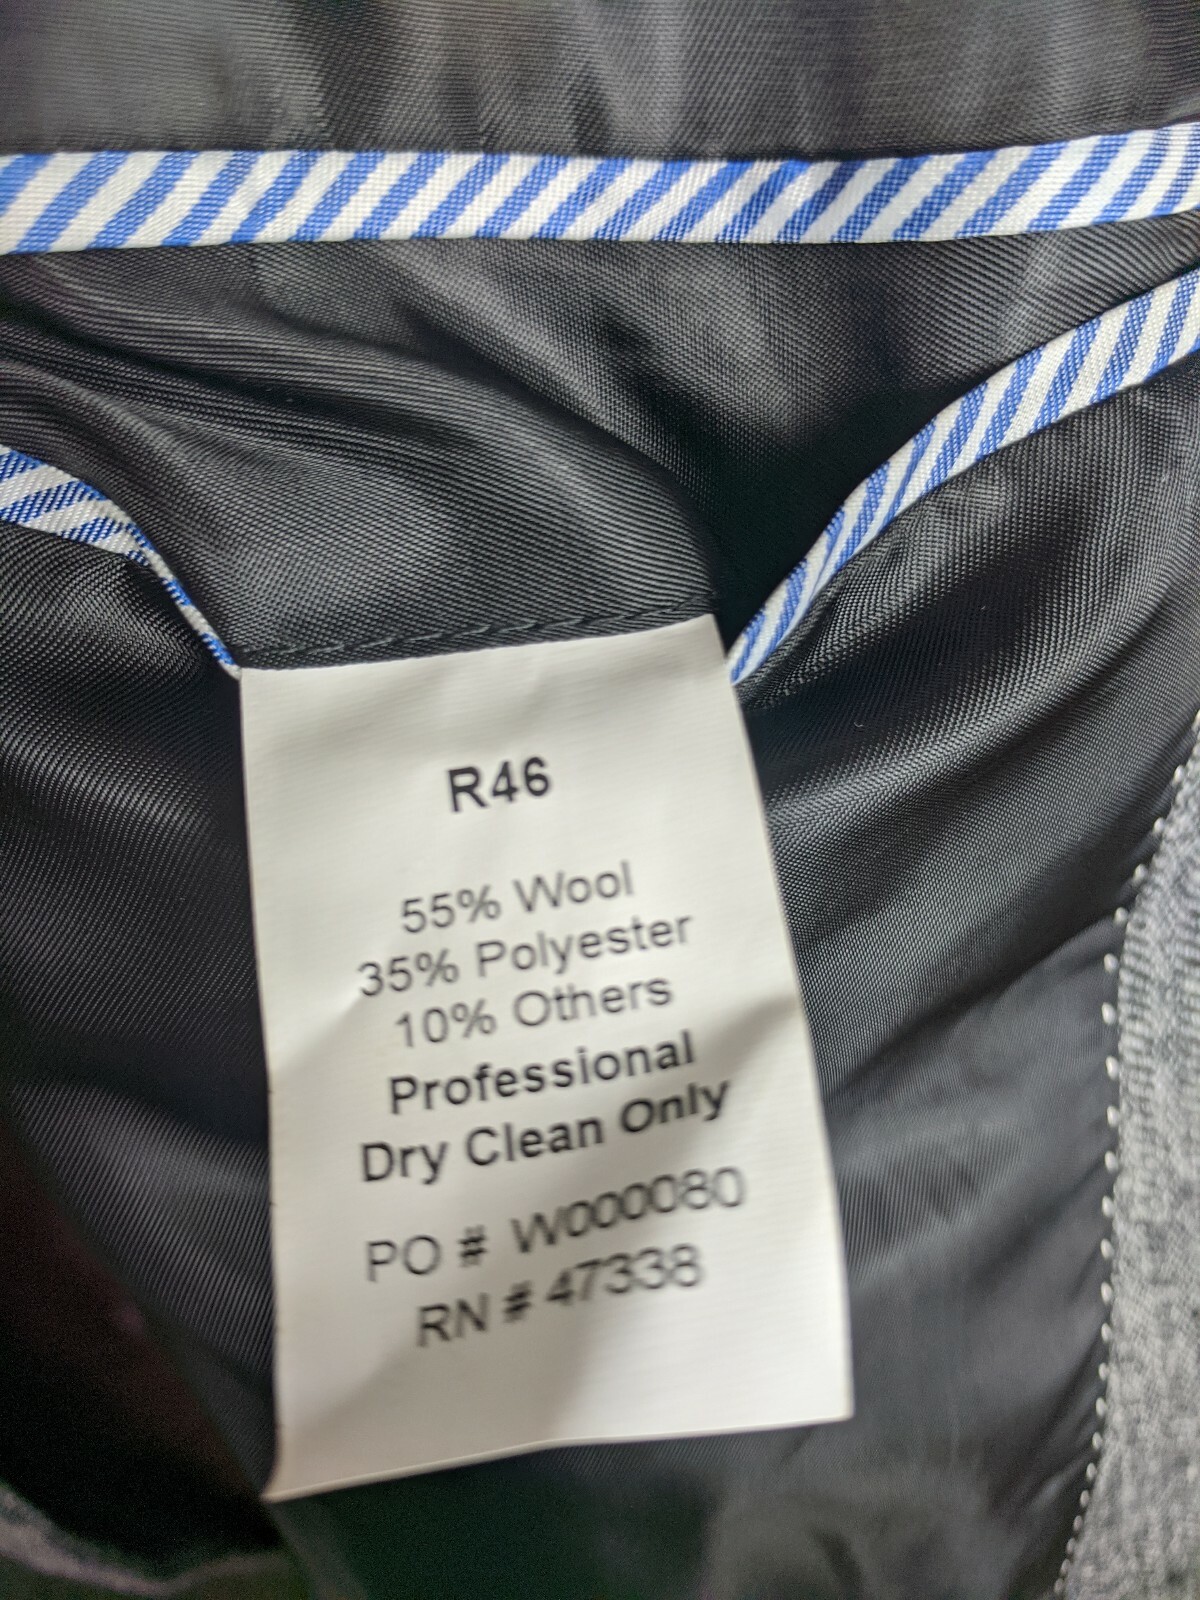 R46
55% Wool
35% Polyester
10% Others
Professional
Dry Clean Only
PO # W000080
RN # 47338